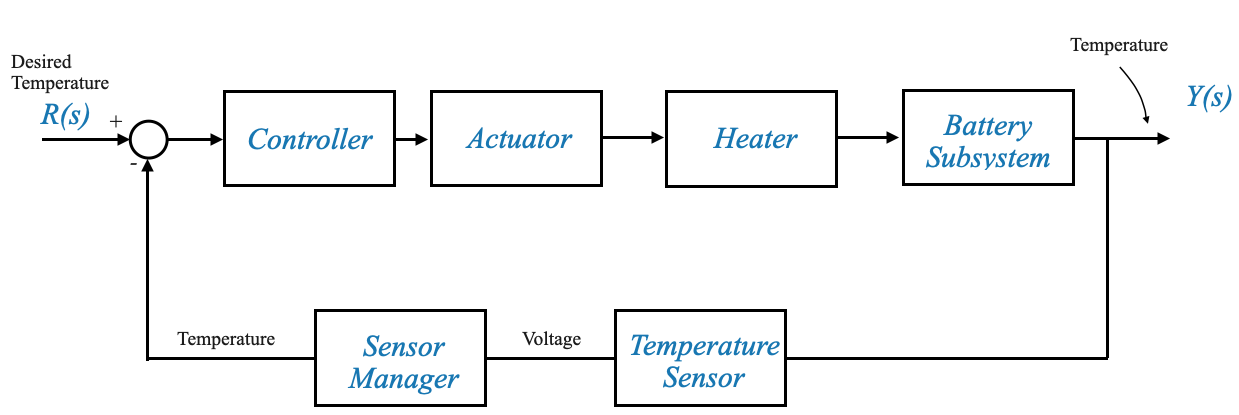 Desired
Temperature
R(s)
+
-
Controller
Actuator
Heater
Battery
Subsystem
Temperature
Y(s)
Temperature
Sensor
Manager
Voltage
Temperature
Sensor